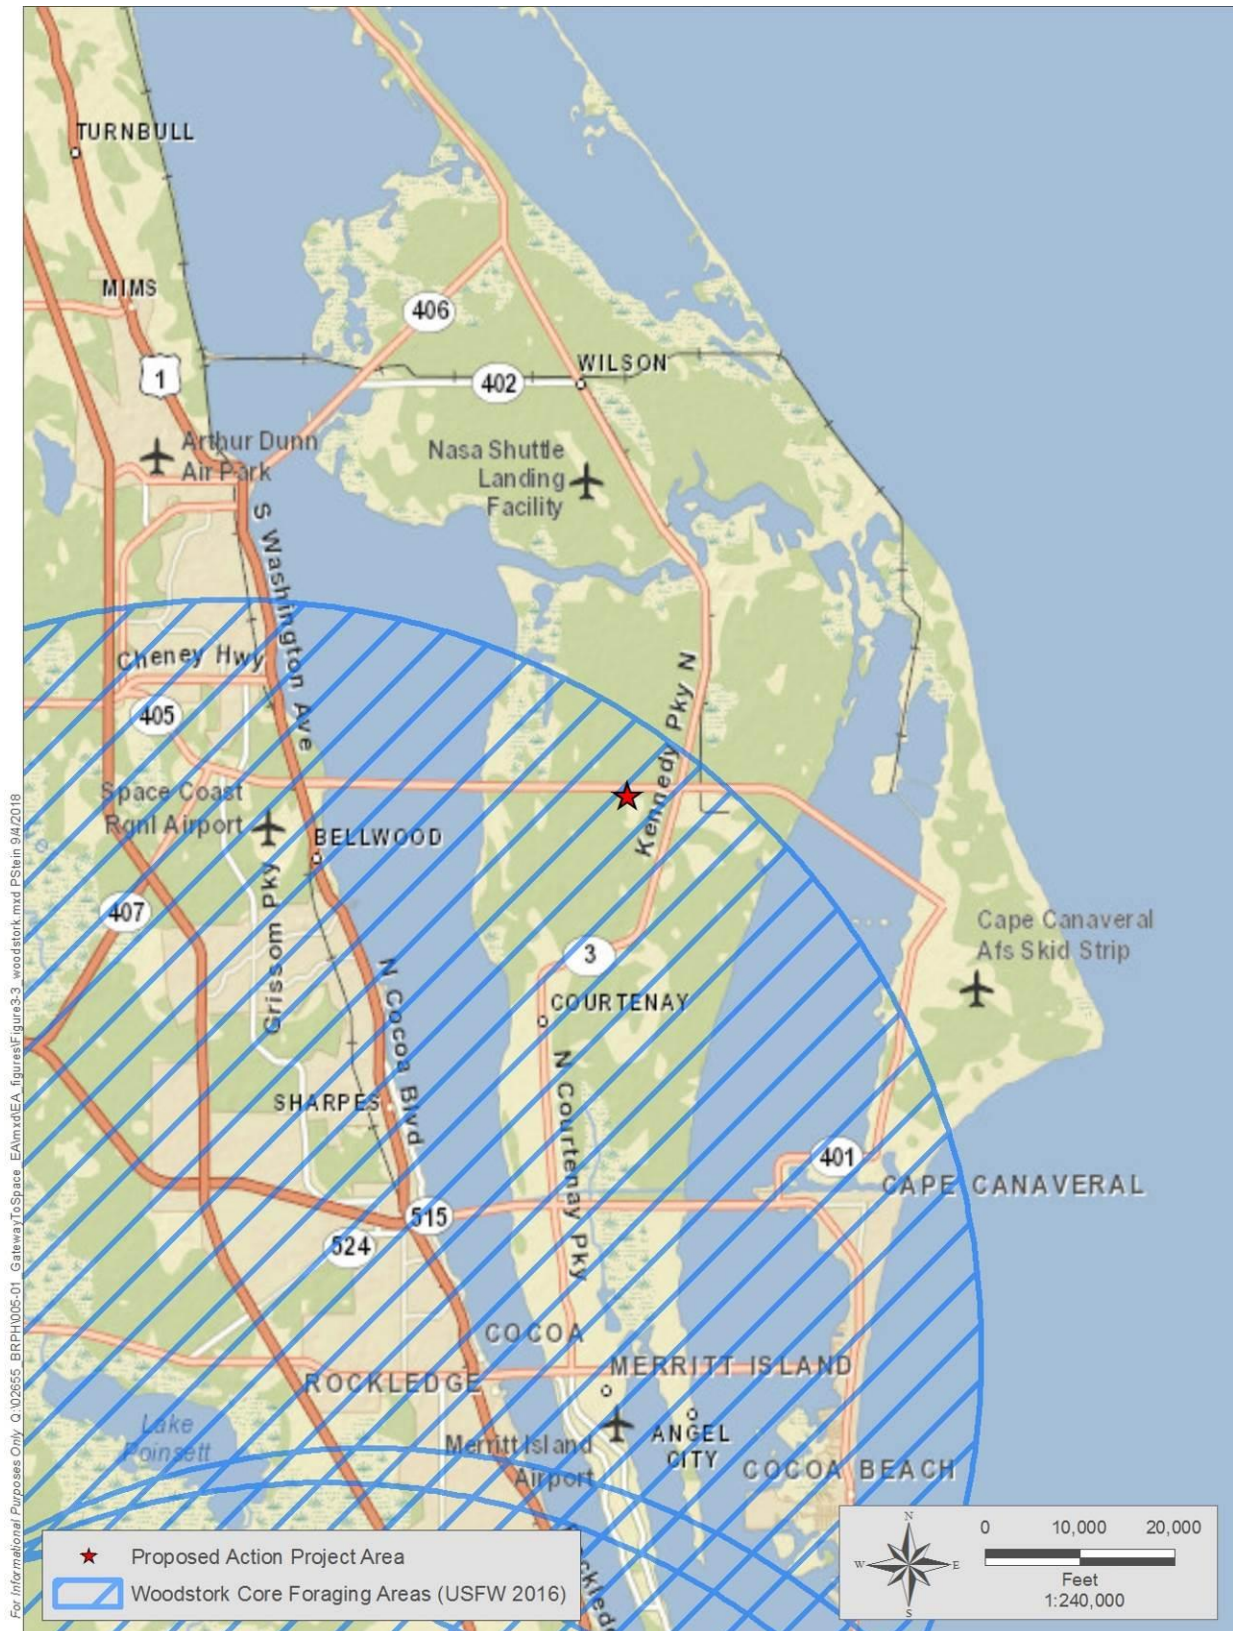 TURNBULL
MIMS
406
1
402
WILSON
Arthur Dunn
Air Park
Nasa Shuttle
Landing
Facility
S Washington Ave
Cheney Hwy
405
Kennedy Pky N
Space Coast
Rgnl Airport
BELLWOOD
407
Grissom Pky
Cape Canaveral
Afs Skid Strip
3
COURTENAY
N Cocoa Blvd
N Courtenay Pky
SHARPES
401
CAPE CANAVERAL
515
524
COCOA
MERRITT ISLAND
ROCKLEDGE
Lake
Poinsett
Merritt Island
Airport
ANGEL
CITY
COCOA BEACH
Proposed Action Project Area
Woodstork Core Foraging Areas (USFW 2016)
N
W
E
S
0 10,000 20,000
Feet
1:240,000
For Informational Purposes Only Q:\02655_BRPH\005-01_GatewayToSpace_EA\mxd\EA_figures\Figure3-3_woodstork.mxd PStein 9/4/2018